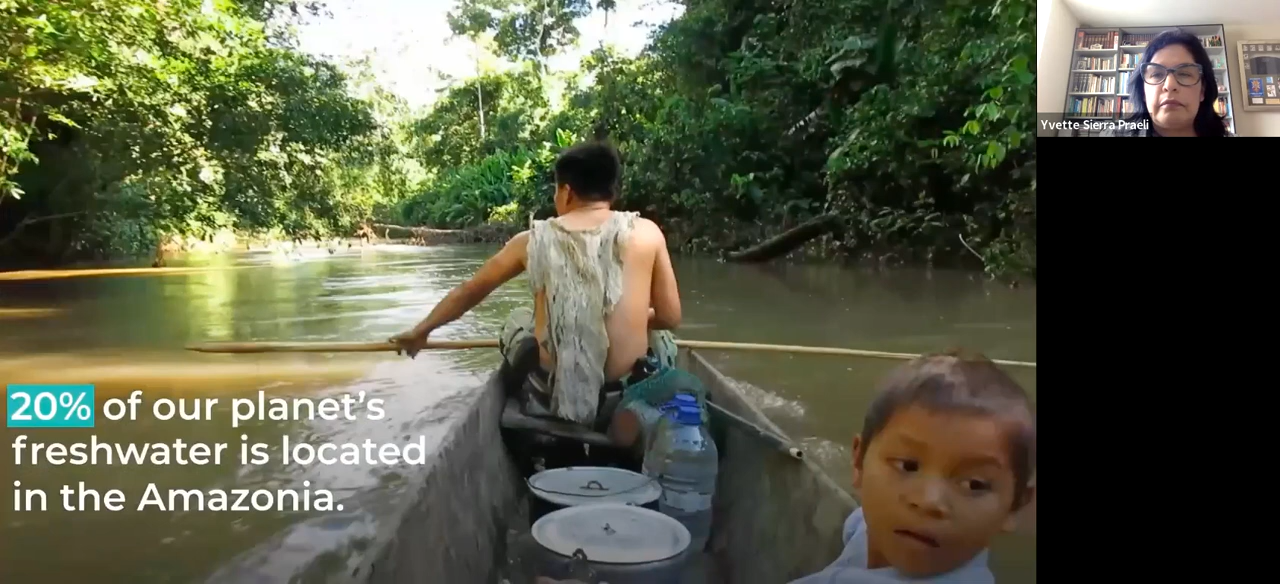 20% of our planet's
freshwater is located
in the Amazonia.
Yvette Sierra Praeli